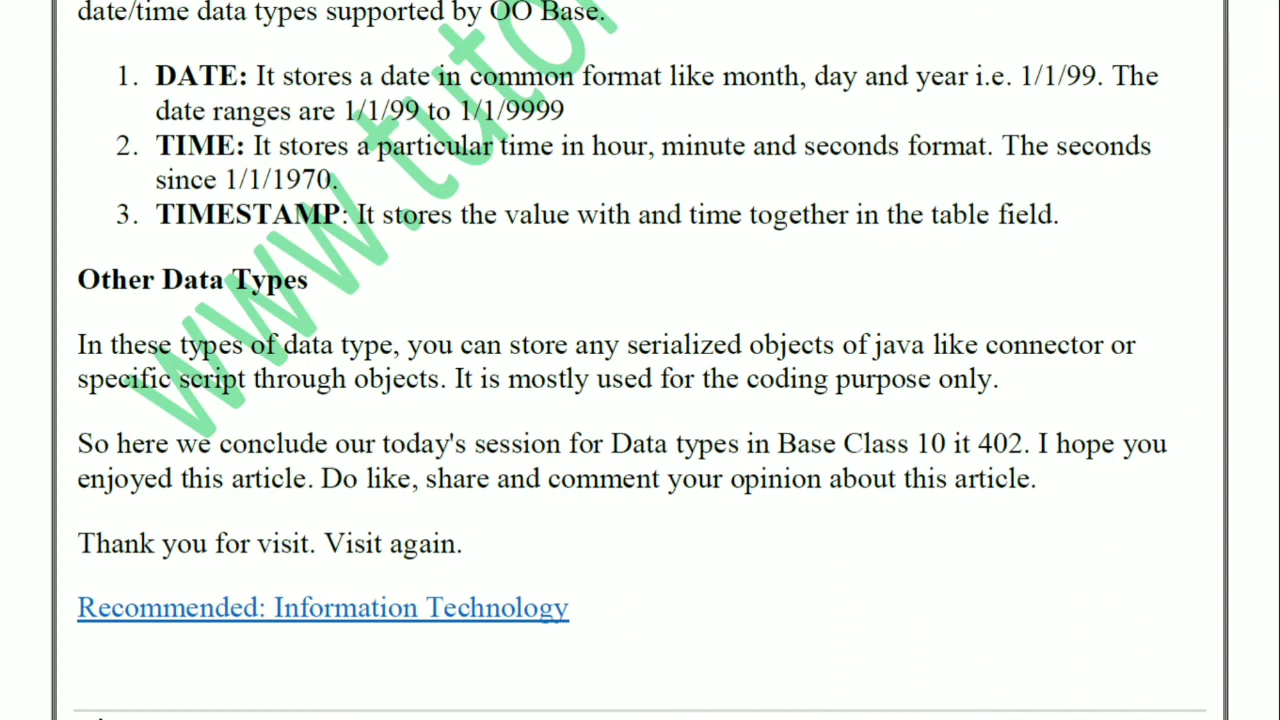 date/time data types supported by OO Base.
1. DATE: It stores a date in common format like month, day and year i.e. 1/1/99. The
date ranges are 1/1/99 to 1/1/9999
2. TIME: It stores a particular time in hour, minute and seconds format. The seconds
since 1/1/1970.
3. TIMESTAMP: It stores the value with and time together in the table field.
Other Data Types
In these types of data type, you can store any serialized objects of java like connector or
specific script through objects. It is mostly used for the coding purpose only.
So here we conclude our today's session for Data types in Base Class 10 it 402. I hope you
enjoyed this article. Do like, share and comment your opinion about this article.
Thank you for visit. Visit again.
Recommended: Information Technology
www.tutor